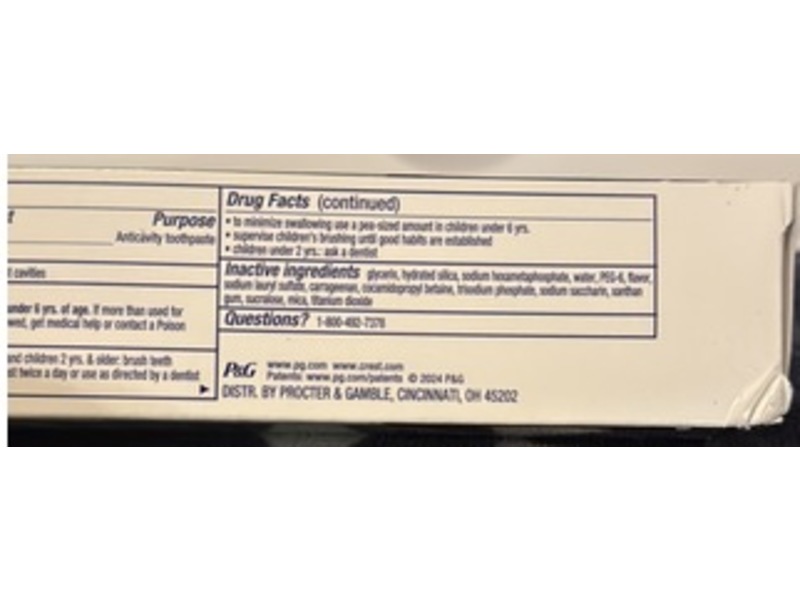 t
Purpose
Anticavity toothpaste
t cavities
under 6 yrs. of age. If more than used for
wed, get medical help or contact a Poison
and children 2 yrs. & older: brush teeth
st twice a day or use as directed by a dentist
Drug Facts (continued)
• to minimize swallowing use a pea-sized amount in children under 6 yrs.
• supervise children's brushing until good habits are established
• children under 2 yrs.: ask a dentist
Inactive ingredients glycerin, hydrated silica, sodium hexametaphosphate, water, PEG-6, flavor,
sodium lauryl sulfate, carrageenan, cocamidopropyl betaine, trisodium phosphate, sodium saccharin, xanthan
gum, sucralose, mica, titanium dioxide
Questions? 1-800-492-7378
P&G www.pg.com www.crest.com
Patents: www.pg.com/patents © 2024 P&G
DISTR. BY PROCTER & GAMBLE, CINCINNATI, OH 45202